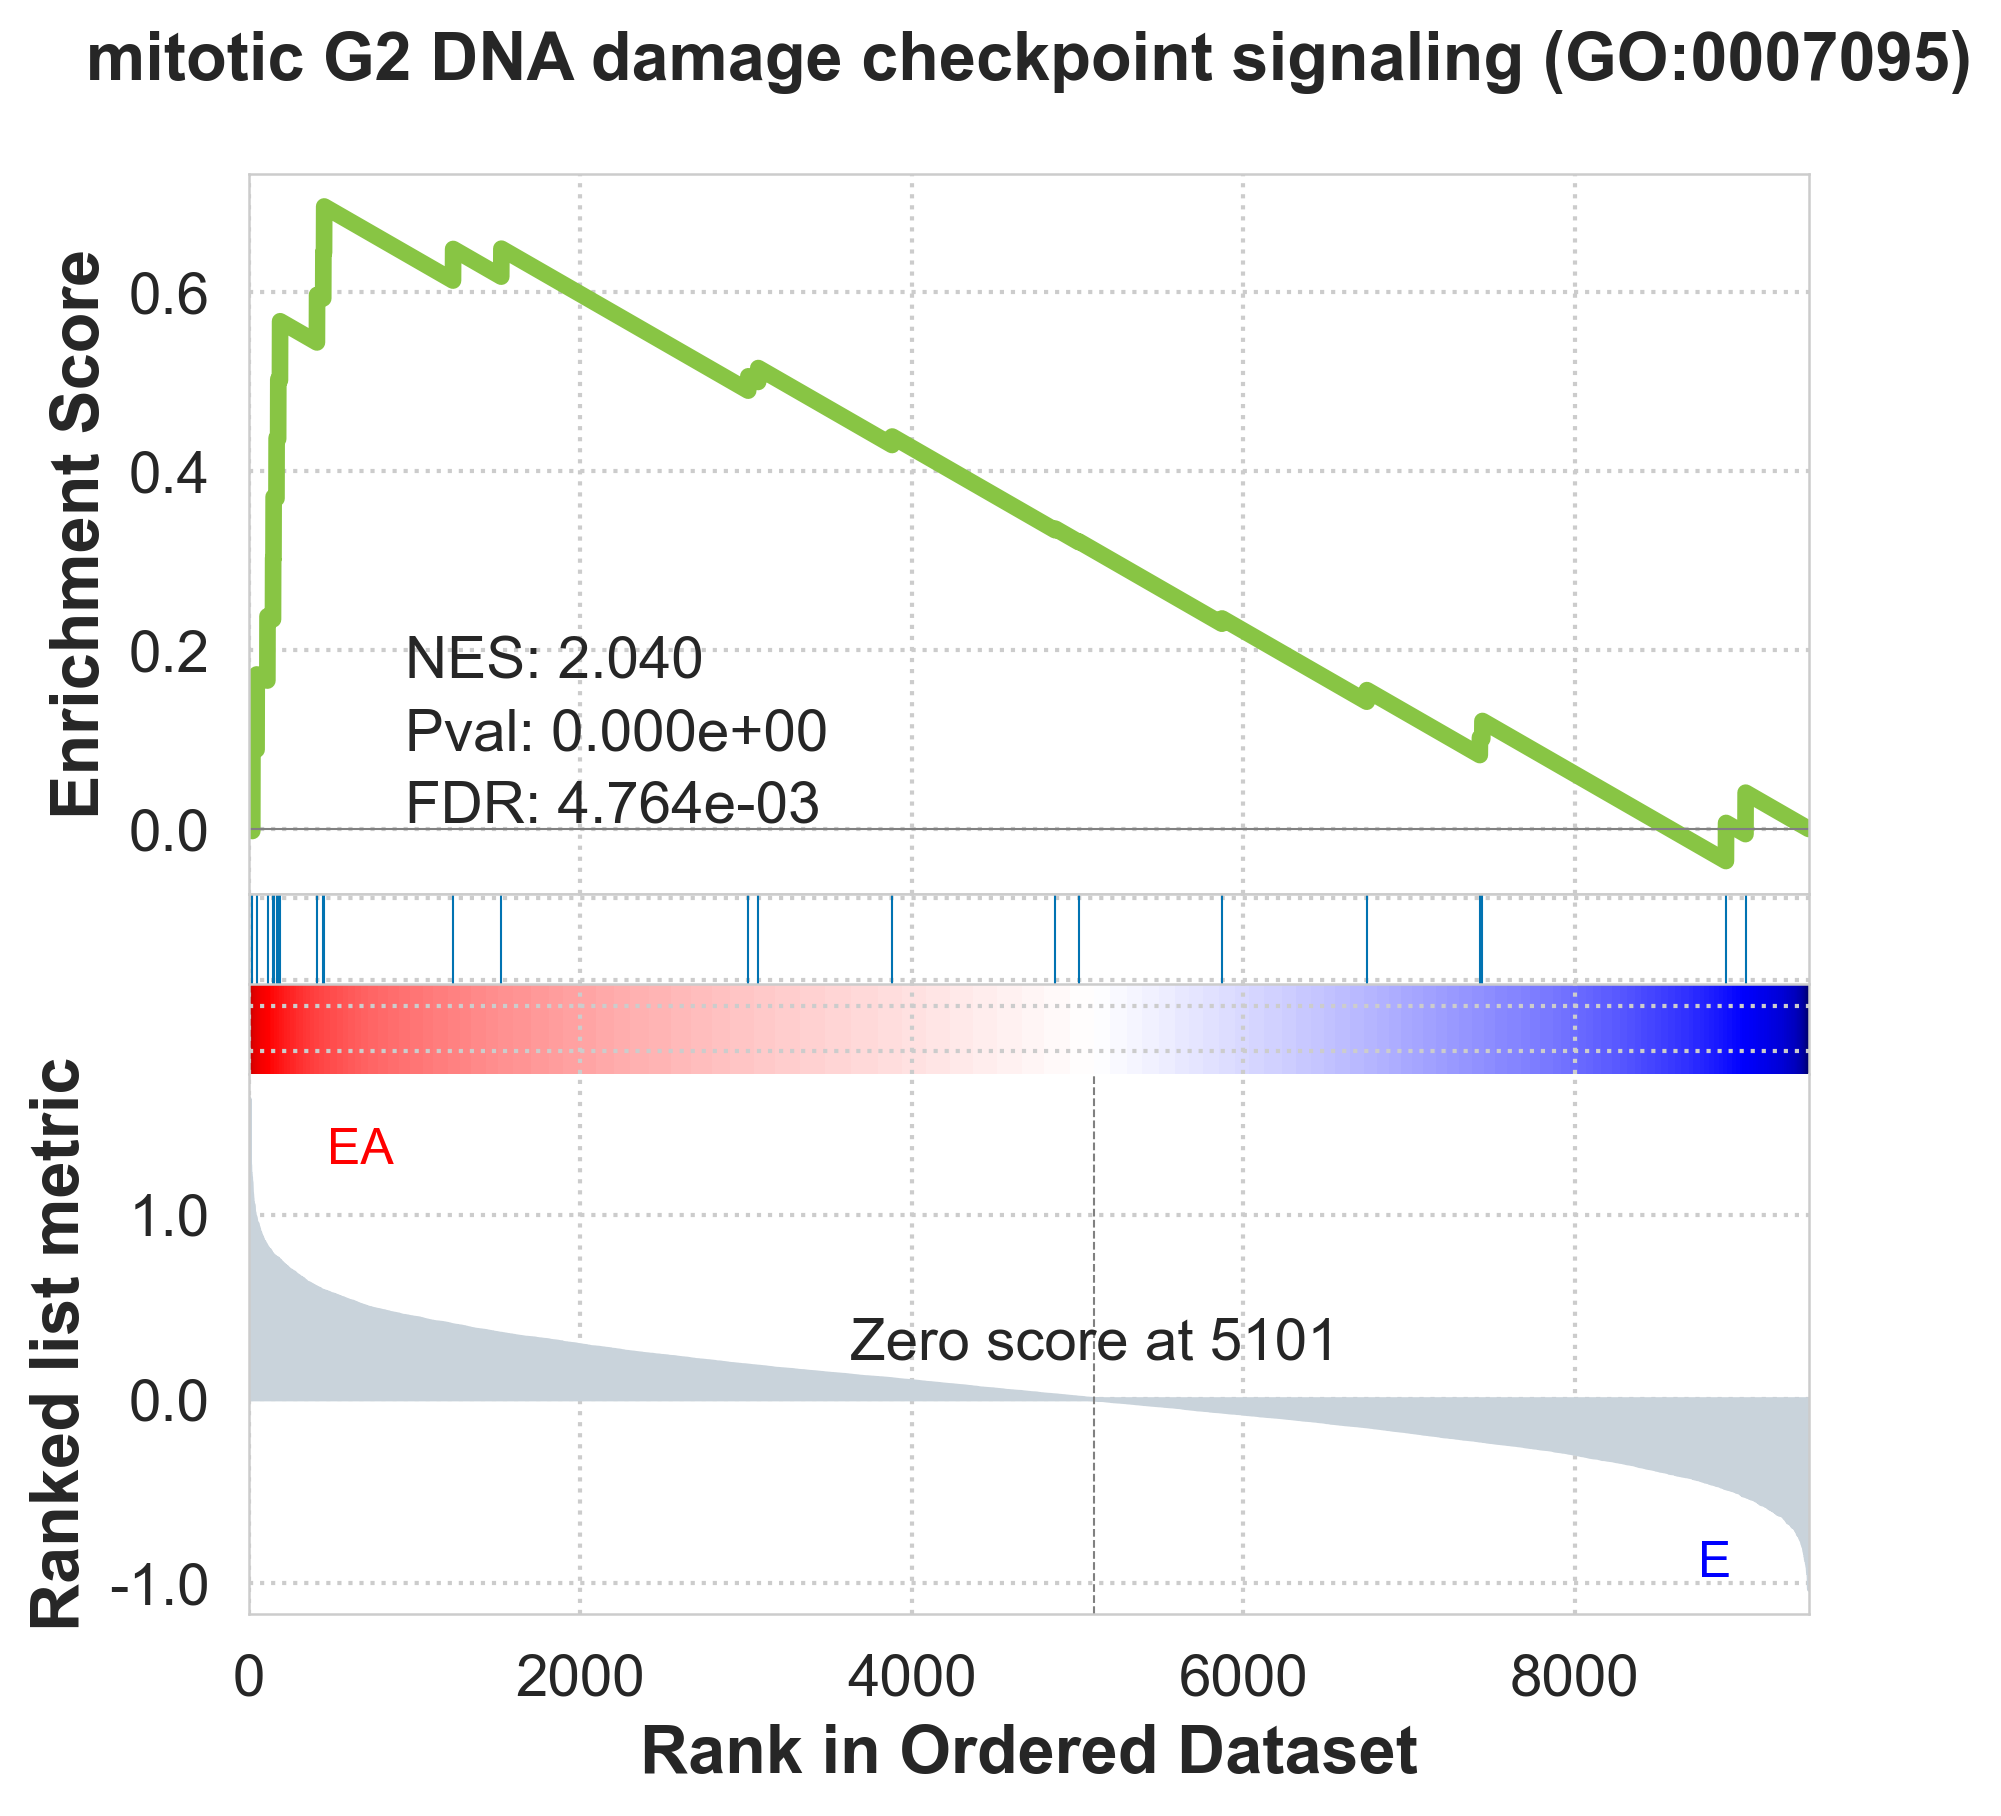 mitotic G2 DNA damage checkpoint signaling (GO:0007095)
Enrichment Score
0.6
0.4
0.2
0.0
NES: 2.040
Pval: 0.000e+00
FDR: 4.764e-03
Ranked list metric
EA
1.0
Zero score at 5101
0.0
E
-1.0
0 2000 4000 6000 8000
Rank in Ordered Dataset